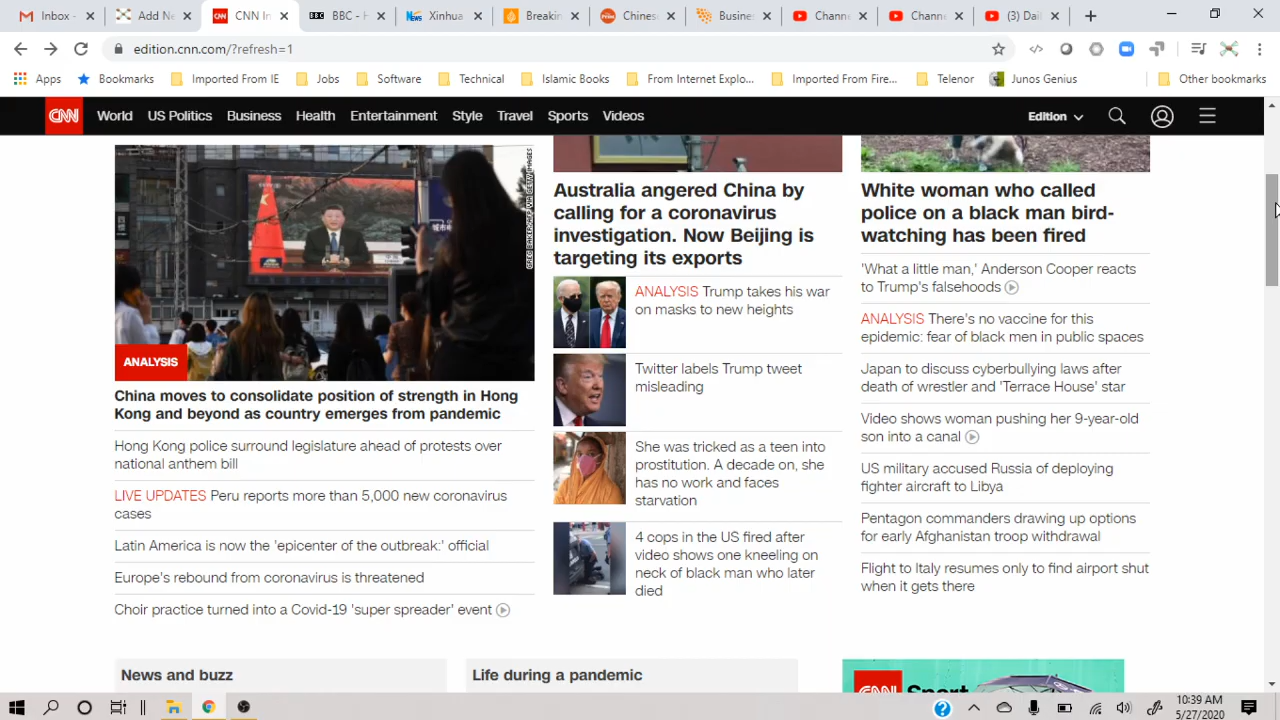 Inbox -
Add Ne
CNN In
BBC - H
Xinhua
Breakin
Chines
Busine
Chann
Chann
(3) Da
edition.cnn.com/?refresh=1
Apps
Bookmarks
Imported From IE
Jobs
Software
Technical
Islamic Books
From Internet Explo...
Imported From Fire...
Telenor
Junos Genius
Other bookmarks
CNN World US Politics Business Health Entertainment Style Travel Sports Videos Edition
GREG BAKER/AFP VIA GETTY IMAGES
ANALYSIS
China moves to consolidate position of strength in Hong
Kong and beyond as country emerges from pandemic
Hong Kong police surround legislature ahead of protests over
national anthem bill
LIVE UPDATES Peru reports more than 5,000 new coronavirus
cases
Latin America is now the 'epicenter of the outbreak:' official
Europe's rebound from coronavirus is threatened
Choir practice turned into a Covid-19 'super spreader' event
Australia angered China by
calling for a coronavirus
investigation. Now Beijing is
targeting its exports
ANALYSIS Trump takes his war
on masks to new heights
Twitter labels Trump tweet
misleading
She was tricked as a teen into
prostitution. A decade on, she
has no work and faces
starvation
4 cops in the US fired after
video shows one kneeling on
neck of black man who later
died
White woman who called
police on a black man bird-
watching has been fired
'What a little man,' Anderson Cooper reacts
to Trump's falsehoods
ANALYSIS There's no vaccine for this
epidemic: fear of black men in public spaces
Japan to discuss cyberbullying laws after
death of wrestler and 'Terrace House' star
Video shows woman pushing her 9-year-old
son into a canal
US military accused Russia of deploying
fighter aircraft to Libya
Pentagon commanders drawing up options
for early Afghanistan troop withdrawal
Flight to Italy resumes only to find airport shut
when it gets there
News and buzz
Life during a pandemic
CNN Sport
10:39 AM
5/27/2020